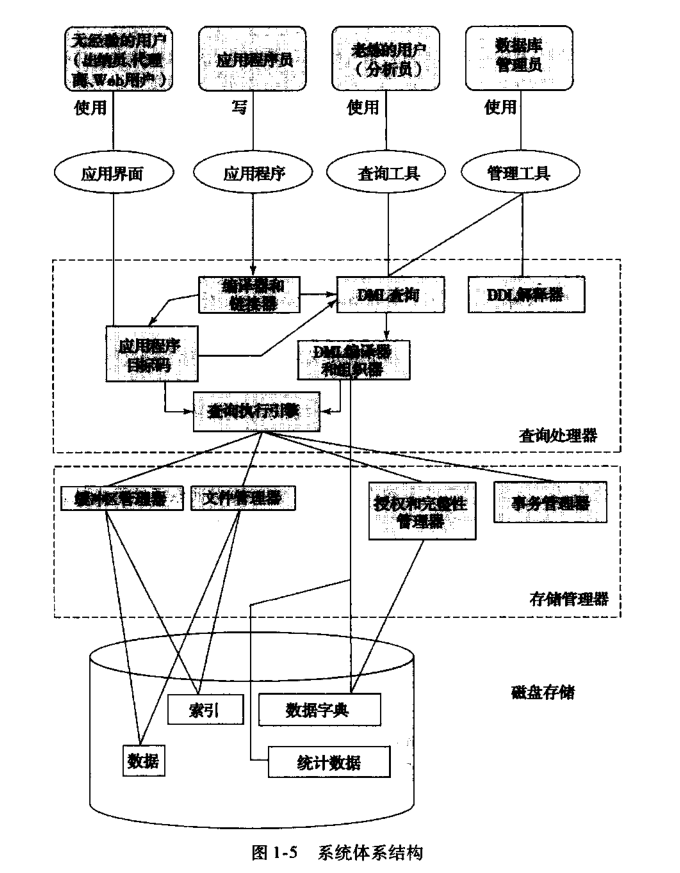 无经验的用户
（出纳员、代理
商、Web用户）
应用程序员
老练的用户
（分析员）
数据库
管理员
使用
写
使用
使用
应用界面
应用程序
查询工具
管理工具
编译器和
链接器
DML查询
DDL解释器
应用程序
目标码
DML编译器
和组织器
查询执行引擎
查询处理器
缓冲区管理器
文件管理器
授权和完整性
管理器
事务管理器
存储管理器
索引
数据字典
磁盘存储
数据
统计数据
图 1-5 系统体系结构